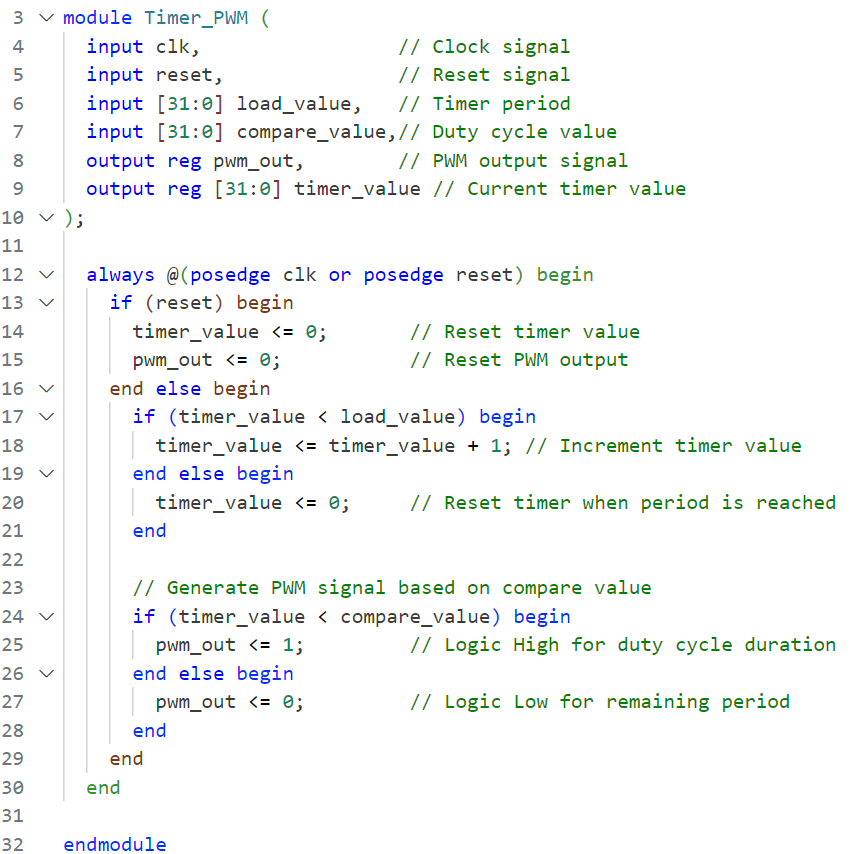 3 module Timer_PWM (
4 input clk, // Clock signal
5 input reset, // Reset signal
6 input [31:0] load_value, // Timer period
7 input [31:0] compare_value,// Duty cycle value
8 output reg pwm_out, // PWM output signal
9 output reg [31:0] timer_value // Current timer value
10 );
11
12 always @(posedge clk or posedge reset) begin
13 if (reset) begin
14 timer_value <= 0; // Reset timer value
15 pwm_out <= 0; // Reset PWM output
16 end else begin
17 if (timer_value < load_value) begin
18 timer_value <= timer_value + 1; // Increment timer value
19 end else begin
20 timer_value <= 0; // Reset timer when period is reached
21 end
22
23 // Generate PWM signal based on compare value
24 if (timer_value < compare_value) begin
25 pwm_out <= 1; // Logic High for duty cycle duration
26 end else begin
27 pwm_out <= 0; // Logic Low for remaining period
28 end
29 end
30 end
31
32 endmodule